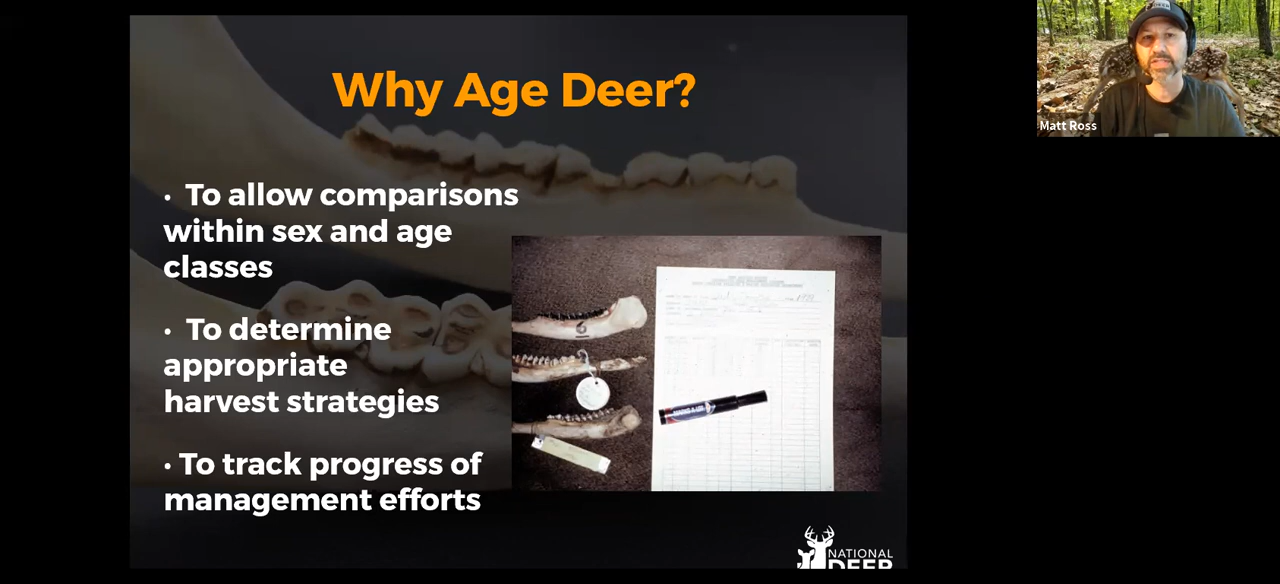 Why Age Deer?
· To allow comparisons
within sex and age
classes
· To determine
appropriate
harvest strategies
· To track progress of
management efforts
6
NATIONAL
DEER
Matt Ross